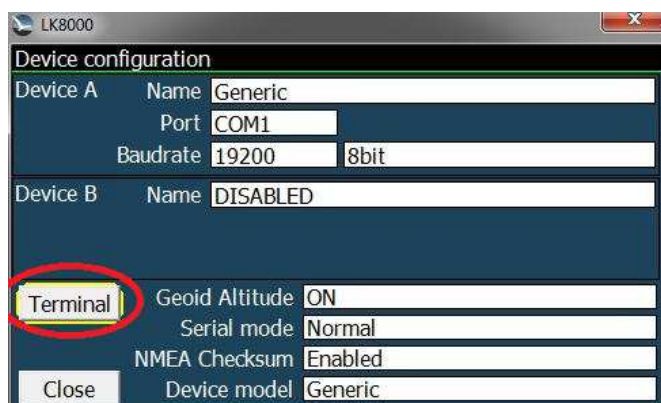 LK8000
Device configuration
Device A Name Generic
Port COM1
Baudrate 19200 8bit
Device B Name DISABLED
Terminal Geoid Altitude ON
Serial mode Normal
NMEA Checksum Enabled
Close Device model Generic